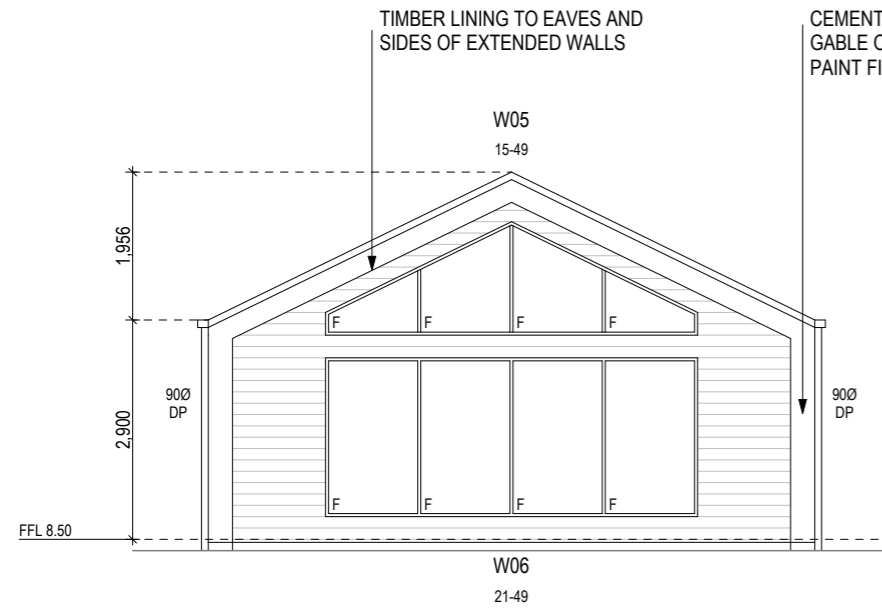 TIMBER LINING TO EAVES AND
SIDES OF EXTENDED WALLS
CEMENT
GABLE
PAINT
W05
15-49
1,956
2,900
90Ø
DP
90Ø
DP
F F F F
F F F F
FFL 8.50
W06
21-49